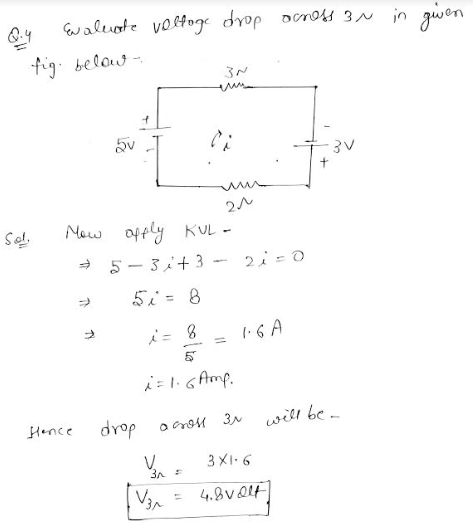 Q.4 Evaluate voltage drop across 3Ω in given
fig. below -
3Ω
+
5V
-
i
-
3V
+
2Ω
Sol. Now apply KVL -
⇒ 5 - 3i + 3 - 2i = 0
⇒ 5i = 8
⇒ i = 8/5 = 1.6 A
i = 1.6 Amp.
Hence drop across 3Ω will be -
V3Ω = 3×1.6
V3Ω = 4.8 volt